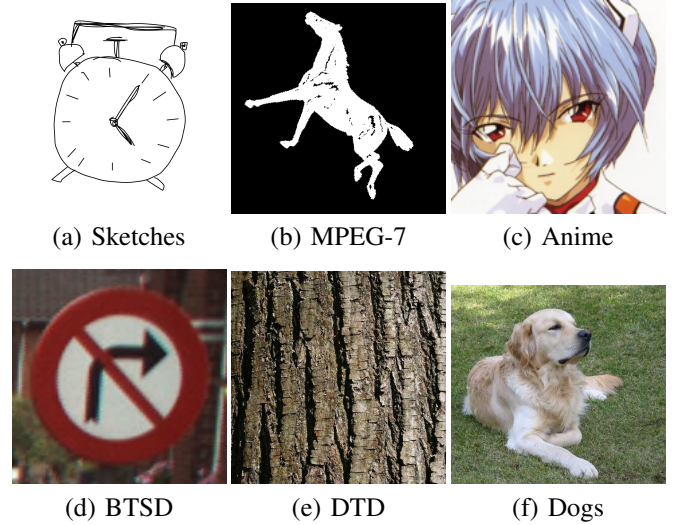 (a) Sketches
(b) MPEG-7
(c) Anime
(d) BTSD
(e) DTD
(f) Dogs